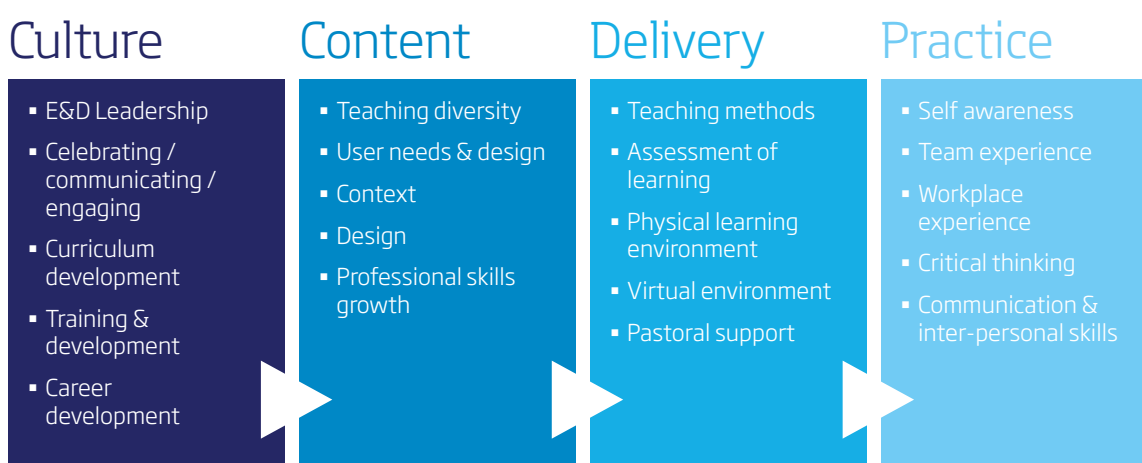 Culture
▪ E&D Leadership
▪ Celebrating /
communicating /
engaging
▪ Curriculum
development
▪ Training &
development
▪ Career
development
Content
▪ Teaching diversity
▪ User needs & design
▪ Context
▪ Design
▪ Professional skills
growth
Delivery
▪ Teaching methods
▪ Assessment of
learning
▪ Physical learning
environment
▪ Virtual environment
▪ Pastoral support
Practice
▪ Self awareness
▪ Team experience
▪ Workplace
experience
▪ Critical thinking
▪ Communication &
inter-personal skills